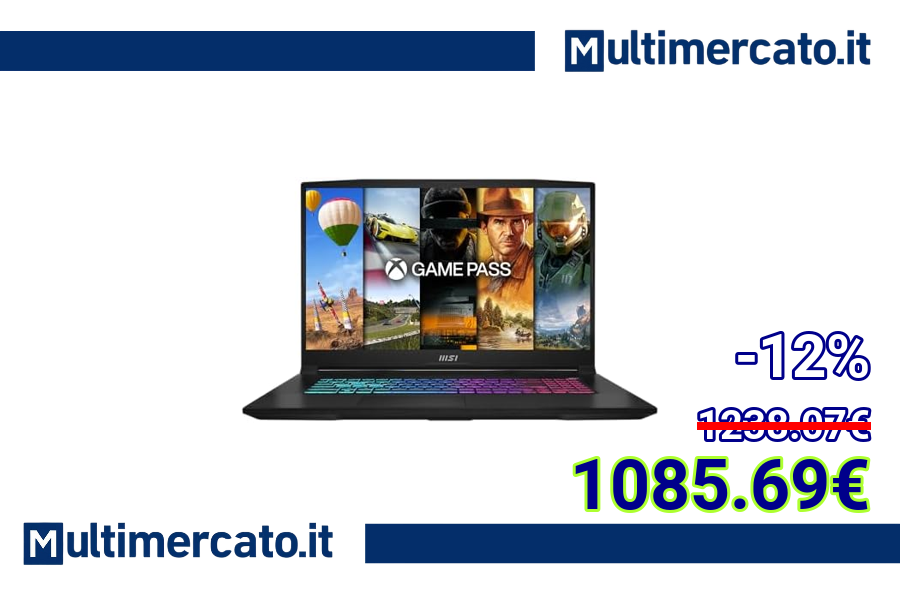 Multimercato.it
GAME PASS
msi
-12%
1238.07€
1085.69€
Multimercato.it